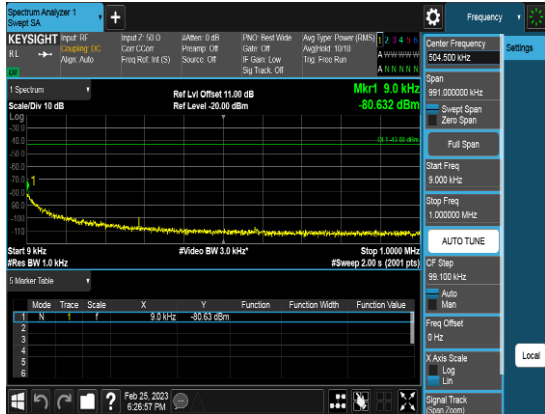 Spectrum Analyzer 1
Swept SA
+
Frequency
KEYSIGHT
RL
Input: RF
Coupling: DC
Align: Auto
Input Z: 50 Ω
Corr CCorr
Freq Ref: Int (S)
#Atten: 0 dB
Preamp: Off
Source: Off
PNO: Best Wide
Gate: Off
IF Gain: Low
Sig Track: Off
Avg Type: Power (RMS)
Avg|Hold: 10/10
Trig: Free Run
1 2 3 4 5 6
A W W W W W
A N N N N N
1 Spectrum
Scale/Div 10 dB
Ref Lvl Offset 11.00 dB
Ref Level -20.00 dBm
Mkr1 9.0 kHz
-80.632 dBm
Log
-30.0
-40.0
-50.0
-60.0
-70.0
-80.0
-90.0
-100
-110
1
Start 9 kHz
#Res BW 1.0 kHz
#Video BW 3.0 kHz*
Stop 1.0000 MHz
#Sweep 2.00 s (2001 pts)
5 Marker Table
Mode Trace Scale X Y Function Function Width Function Value
1 N 1 f 9.0 kHz -80.63 dBm
2
3
4
5
6
Feb 25, 2023
6:26:57 PM
Center Frequency
504.500 kHz
Settings
Span
991.000000 kHz
Swept Span
Zero Span
Full Span
Start Freq
9.000 kHz
Stop Freq
1.000000 MHz
AUTO TUNE
CF Step
99.100 kHz
Auto
Man
Freq Offset
0 Hz
X Axis Scale
Log
Lin
Local
Signal Track
(Span Zoom)